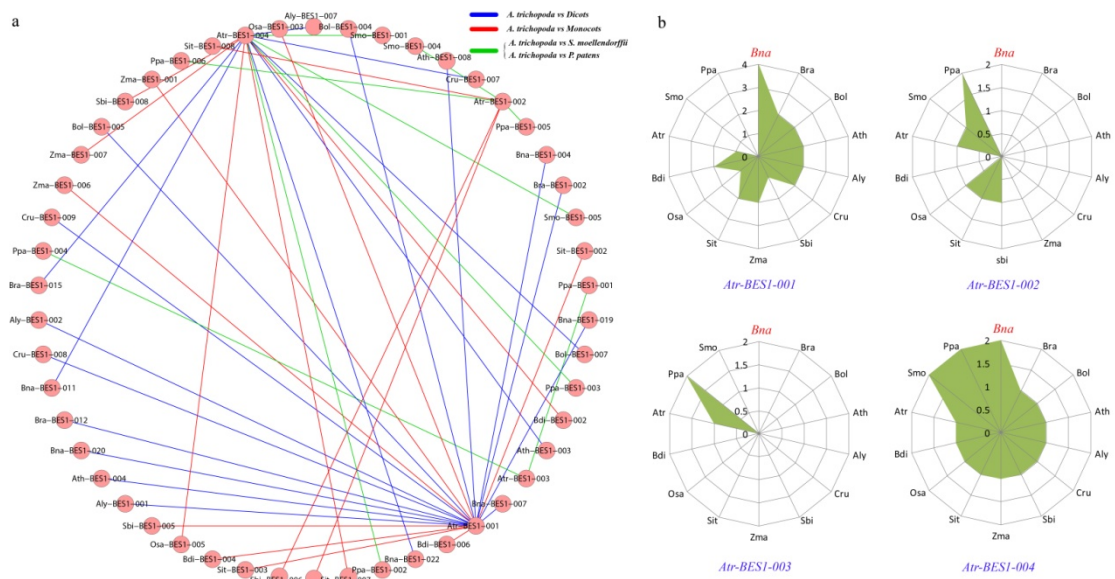 a
A. trichopoda vs Dicots
A. trichopoda vs Monocots
A. trichopoda vs S. moellendorffii
A. trichopoda vs P. patens
Aly-BES1-007
Osa-BES1-003
Bol-BES1-004
Atr-BES1-004
Smo-BES1-001
Sit-BES1-008
Smo-BES1-004
Ppa-BES1-006
Ath-BES1-008
Zma-BES1-001
Cru-BES1-007
Sbi-BES1-008
Atr-BES1-002
Bol-BES1-005
Ppa-BES1-005
Zma-BES1-007
Bna-BES1-004
Zma-BES1-006
Bra-BES1-002
Cru-BES1-009
Smo-BES1-005
Ppa-BES1-004
Sit-BES1-002
Bra-BES1-015
Ppa-BES1-001
Aly-BES1-002
Bna-BES1-019
Cru-BES1-008
Bol-BES1-007
Bna-BES1-011
Ppa-BES1-003
Bra-BES1-012
Bdi-BES1-002
Bna-BES1-020
Ath-BES1-003
Ath-BES1-004
Atr-BES1-003
Aly-BES1-001
Bna-BES1-007
Sbi-BES1-005
Atr-BES1-001
Osa-BES1-005
Bdi-BES1-006
Bdi-BES1-004
Bna-BES1-022
Sit-BES1-003
Ppa-BES1-002
b
Bna
Bra
Bol
Ath
Aly
Cru
Sbi
Zma
Sit
Osa
Bdi
Atr
Smo
Ppa
4
3
2
1
0
Atr-BES1-001
Bna
Bra
Bol
Ath
Aly
Cru
Zma
sbi
Sit
Osa
Bdi
Atr
Smo
Ppa
2
1.5
1
0.5
0
Atr-BES1-002
Bna
Bra
Bol
Ath
Aly
Cru
Sbi
Zma
Sit
Osa
Bdi
Atr
Ppa
Smo
2
1.5
1
0.5
0
Atr-BES1-003
Bna
Bra
Bol
Ath
Aly
Cru
Sbi
Zma
Sit
Osa
Bdi
Atr
Smo
Ppa
2
1.5
1
0.5
0
Atr-BES1-004